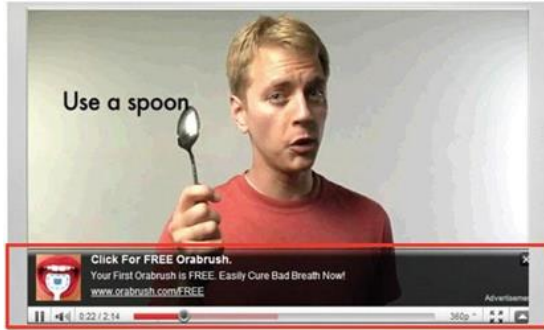 Use a spoon
Click For FREE Orabrush.
Your First Orabrush is FREE. Easily Cure Bad Breath Now!
www.orabrush.com/FREE
Advertisement
0:22 / 2:14
360p